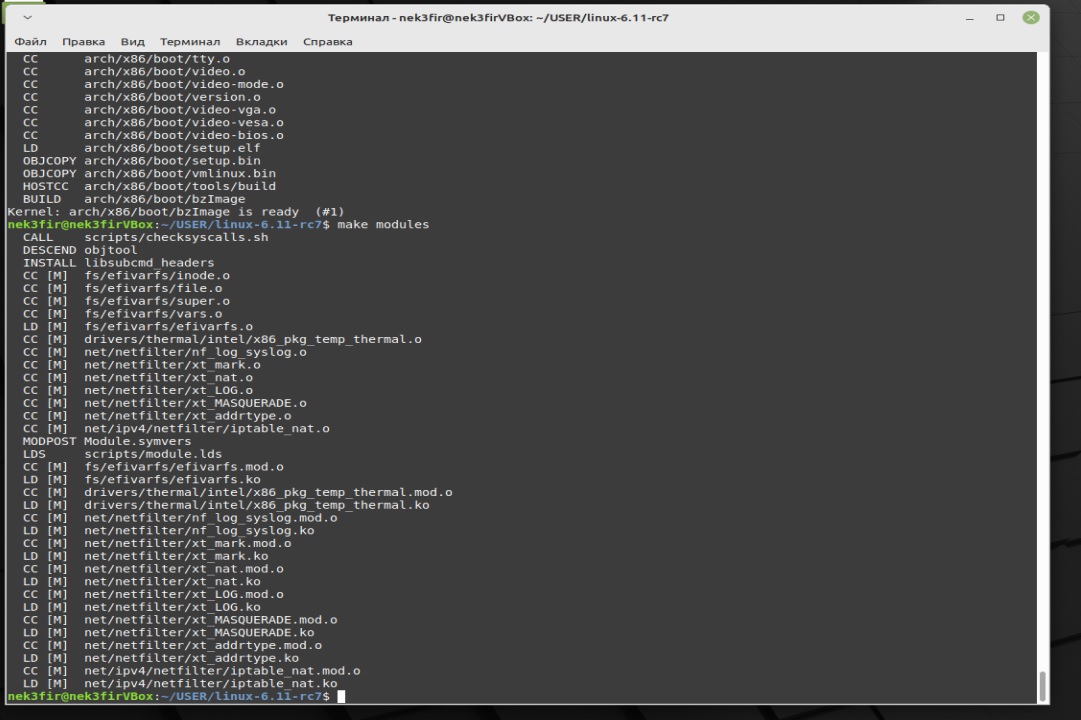 Терминал - nek3fir@nek3firVBox: ~/USER/linux-6.11-rc7
Файл Правка Вид Терминал Вкладки Справка
CC arch/x86/boot/tty.o
CC arch/x86/boot/video.o
CC arch/x86/boot/video-mode.o
CC arch/x86/boot/version.o
CC arch/x86/boot/video-vga.o
CC arch/x86/boot/video-vesa.o
CC arch/x86/boot/video-bios.o
LD arch/x86/boot/setup.elf
OBJCOPY arch/x86/boot/setup.bin
OBJCOPY arch/x86/boot/vmlinux.bin
HOSTCC arch/x86/boot/tools/build
BUILD arch/x86/boot/bzImage
Kernel: arch/x86/boot/bzImage is ready (#1)
nek3fir@nek3firVBox:~/USER/linux-6.11-rc7$ make modules
CALL scripts/checksyscalls.sh
DESCEND objtool
INSTALL libsubcmd_headers
CC [M] fs/efivarfs/inode.o
CC [M] fs/efivarfs/file.o
CC [M] fs/efivarfs/super.o
CC [M] fs/efivarfs/vars.o
LD [M] fs/efivarfs/efivarfs.o
CC [M] drivers/thermal/intel/x86_pkg_temp_thermal.o
CC [M] net/netfilter/nf_log_syslog.o
CC [M] net/netfilter/xt_mark.o
CC [M] net/netfilter/xt_nat.o
CC [M] net/netfilter/xt_LOG.o
CC [M] net/netfilter/xt_MASQUERADE.o
CC [M] net/netfilter/xt_addrtype.o
CC [M] net/ipv4/netfilter/iptable_nat.o
MODPOST Module.symvers
LDS scripts/module.lds
CC [M] fs/efivarfs/efivarfs.mod.o
LD [M] fs/efivarfs/efivarfs.ko
CC [M] drivers/thermal/intel/x86_pkg_temp_thermal.mod.o
LD [M] drivers/thermal/intel/x86_pkg_temp_thermal.ko
CC [M] net/netfilter/nf_log_syslog.mod.o
LD [M] net/netfilter/nf_log_syslog.ko
CC [M] net/netfilter/xt_mark.mod.o
LD [M] net/netfilter/xt_mark.ko
CC [M] net/netfilter/xt_nat.mod.o
LD [M] net/netfilter/xt_nat.ko
CC [M] net/netfilter/xt_LOG.mod.o
LD [M] net/netfilter/xt_LOG.ko
CC [M] net/netfilter/xt_MASQUERADE.mod.o
LD [M] net/netfilter/xt_MASQUERADE.ko
CC [M] net/netfilter/xt_addrtype.mod.o
LD [M] net/netfilter/xt_addrtype.ko
CC [M] net/ipv4/netfilter/iptable_nat.mod.o
LD [M] net/ipv4/netfilter/iptable_nat.ko
nek3fir@nek3firVBox:~/USER/linux-6.11-rc7$